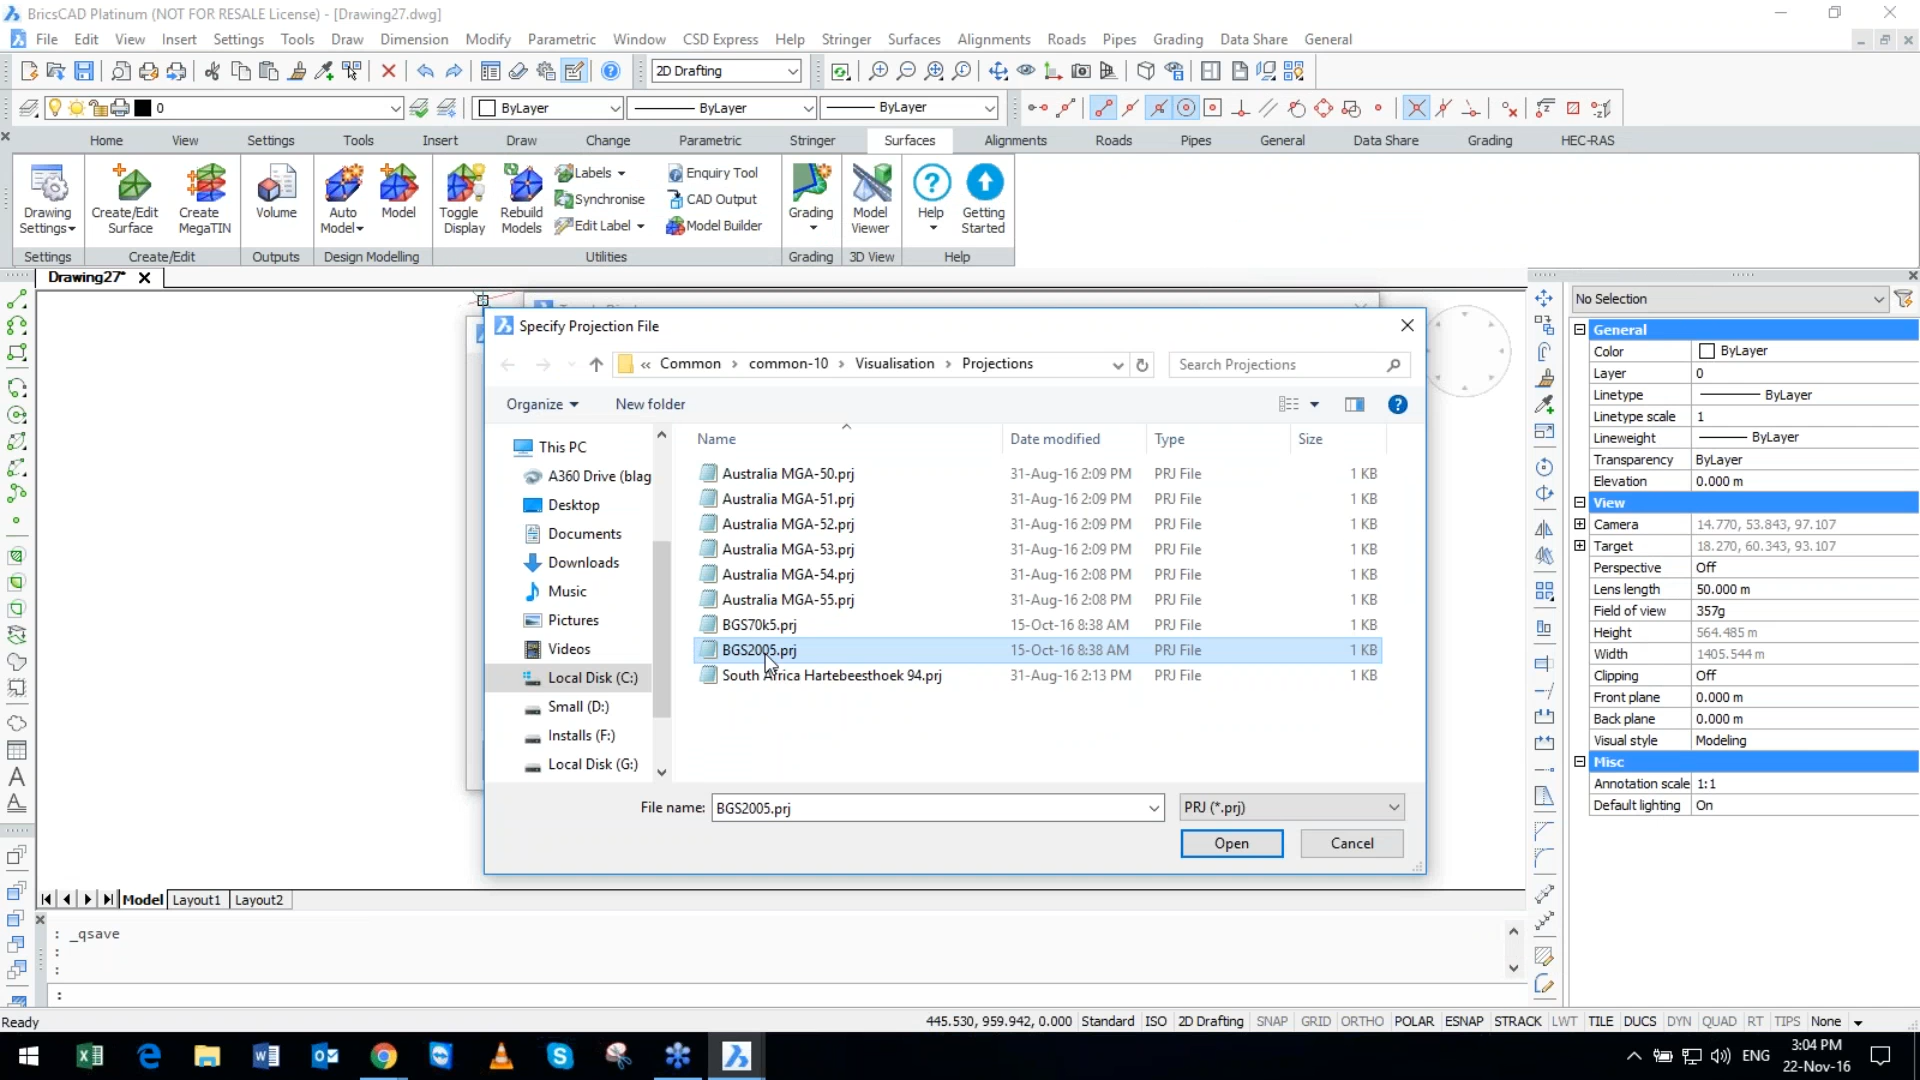 BricsCAD Platinum (NOT FOR RESALE License) - [Drawing27.dwg]
File Edit View Insert Settings Tools Draw Dimension Modify Parametric Window CSD Express Help Stringer Surfaces Alignments Roads Pipes Grading Data Share General
2D Drafting
0 ByLayer ByLayer ByLayer
Home View Settings Tools Insert Draw Change Parametric Stringer Surfaces Alignments Roads Pipes General Data Share Grading HEC-RAS
Drawing Settings
Create/Edit Surface
Create MegaTIN
Volume
Auto Model
Model
Toggle Display
Rebuild Models
Labels
Synchronise
Edit Label
Enquiry Tool
CAD Output
Model Builder
Grading
Model Viewer
Help
Getting Started
Settings Create/Edit Outputs Design Modelling Utilities Grading 3D View Help
Drawing27*
Specify Projection File
« Common › common-10 › Visualisation › Projections
Search Projections
Organize New folder
This PC
A360 Drive (blag
Desktop
Documents
Downloads
Music
Pictures
Videos
Local Disk (C:)
Small (D:)
Installs (F:)
Local Disk (G:)
Name Date modified Type Size
Australia MGA-50.prj 31-Aug-16 2:09 PM PRJ File 1 KB
Australia MGA-51.prj 31-Aug-16 2:09 PM PRJ File 1 KB
Australia MGA-52.prj 31-Aug-16 2:09 PM PRJ File 1 KB
Australia MGA-53.prj 31-Aug-16 2:09 PM PRJ File 1 KB
Australia MGA-54.prj 31-Aug-16 2:08 PM PRJ File 1 KB
Australia MGA-55.prj 31-Aug-16 2:08 PM PRJ File 1 KB
BGS70k5.prj 15-Oct-16 8:38 AM PRJ File 1 KB
BGS2005.prj 15-Oct-16 8:38 AM PRJ File 1 KB
South Africa Hartebeesthoek 94.prj 31-Aug-16 2:13 PM PRJ File 1 KB
File name: BGS2005.prj PRJ (*.prj)
Open Cancel
No Selection
General
Color ByLayer
Layer 0
Linetype ByLayer
Linetype scale 1
Lineweight ByLayer
Transparency ByLayer
Elevation 0.000 m
View
Camera 14.770, 53.843, 97.107
Target 18.270, 60.343, 93.107
Perspective Off
Lens length 50.000 m
Field of view 357g
Height 564.485 m
Width 1405.544 m
Clipping Off
Front plane 0.000 m
Back plane 0.000 m
Visual style Modeling
Misc
Annotation scale 1:1
Default lighting On
Model Layout1 Layout2
: _qsave
:
:
:
Ready
445.530, 959.942, 0.000 Standard ISO 2D Drafting SNAP GRID ORTHO POLAR ESNAP STRACK LWT TILE DUCS DYN QUAD RT TIPS None
ENG
3:04 PM
22-Nov-16